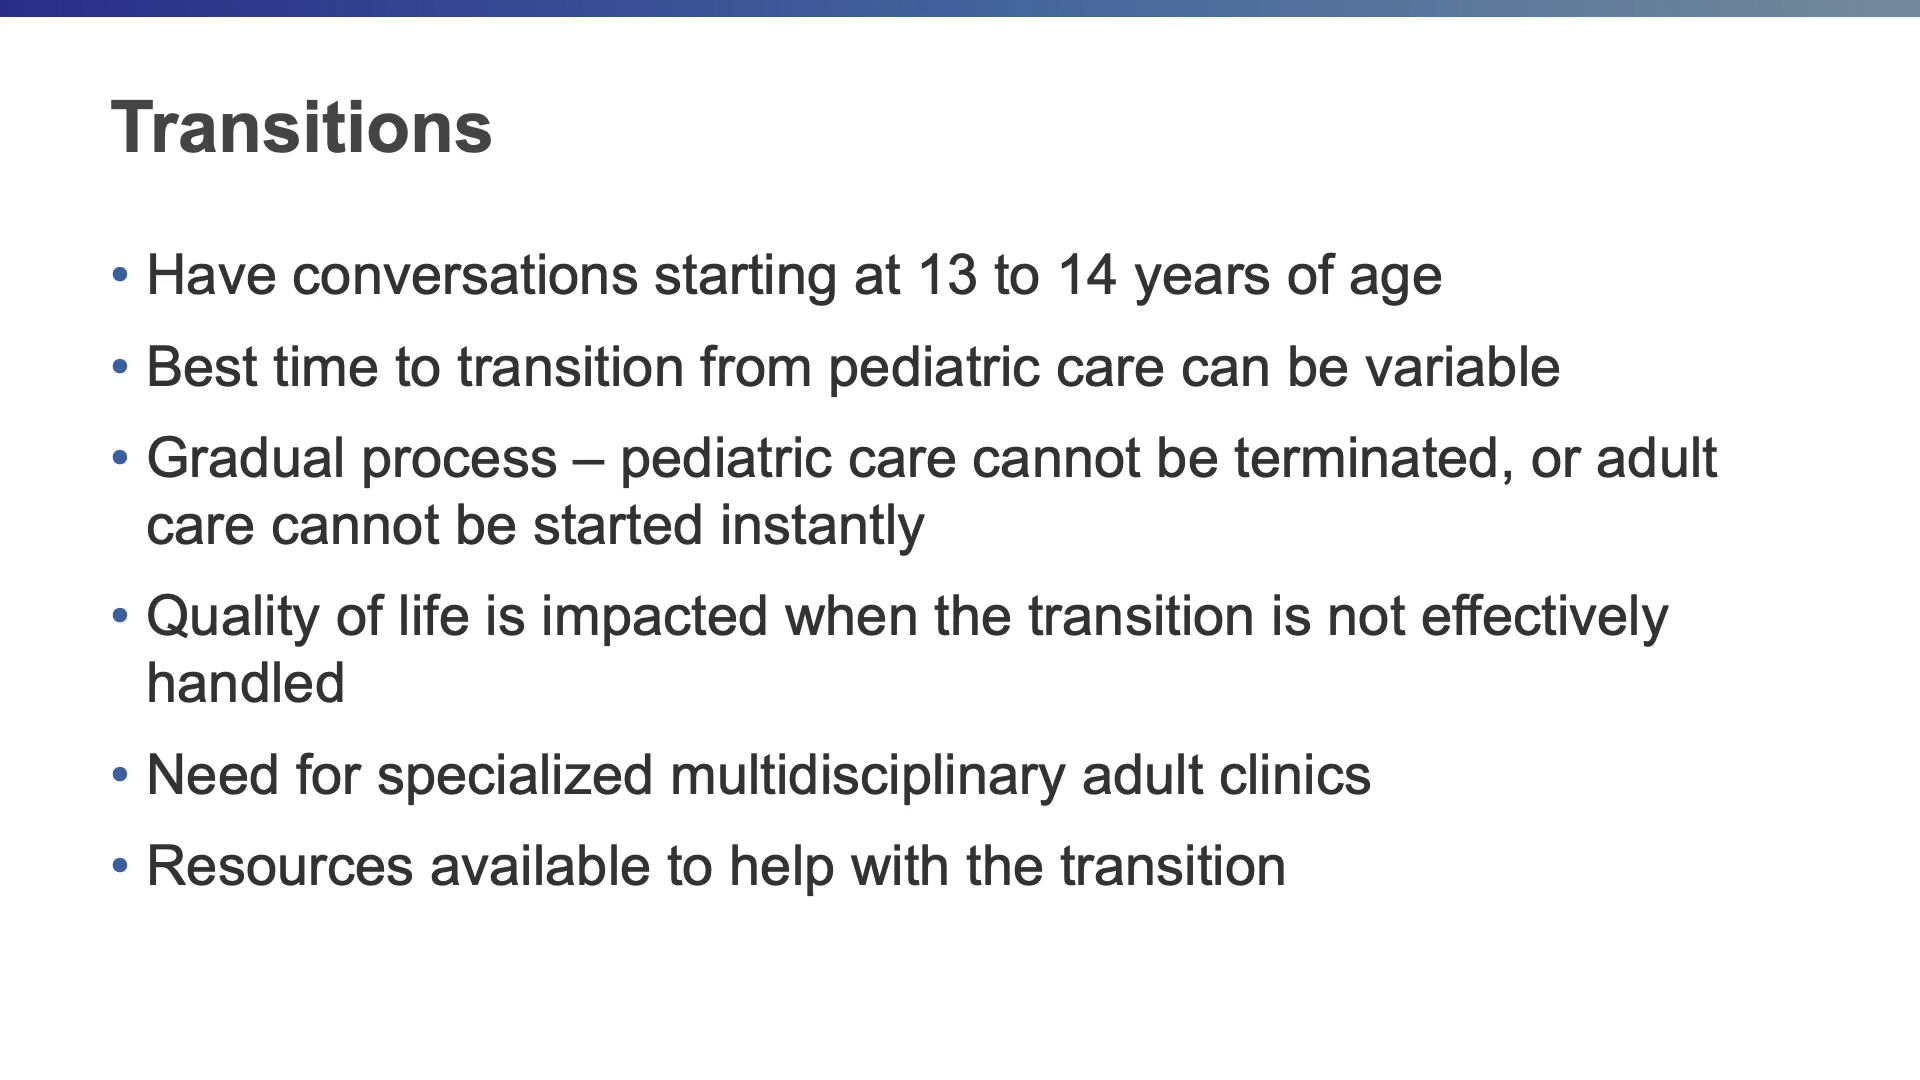 Transitions
• Have conversations starting at 13 to 14 years of age
• Best time to transition from pediatric care can be variable
• Gradual process – pediatric care cannot be terminated, or adult
care cannot be started instantly
• Quality of life is impacted when the transition is not effectively
handled
• Need for specialized multidisciplinary adult clinics
• Resources available to help with the transition